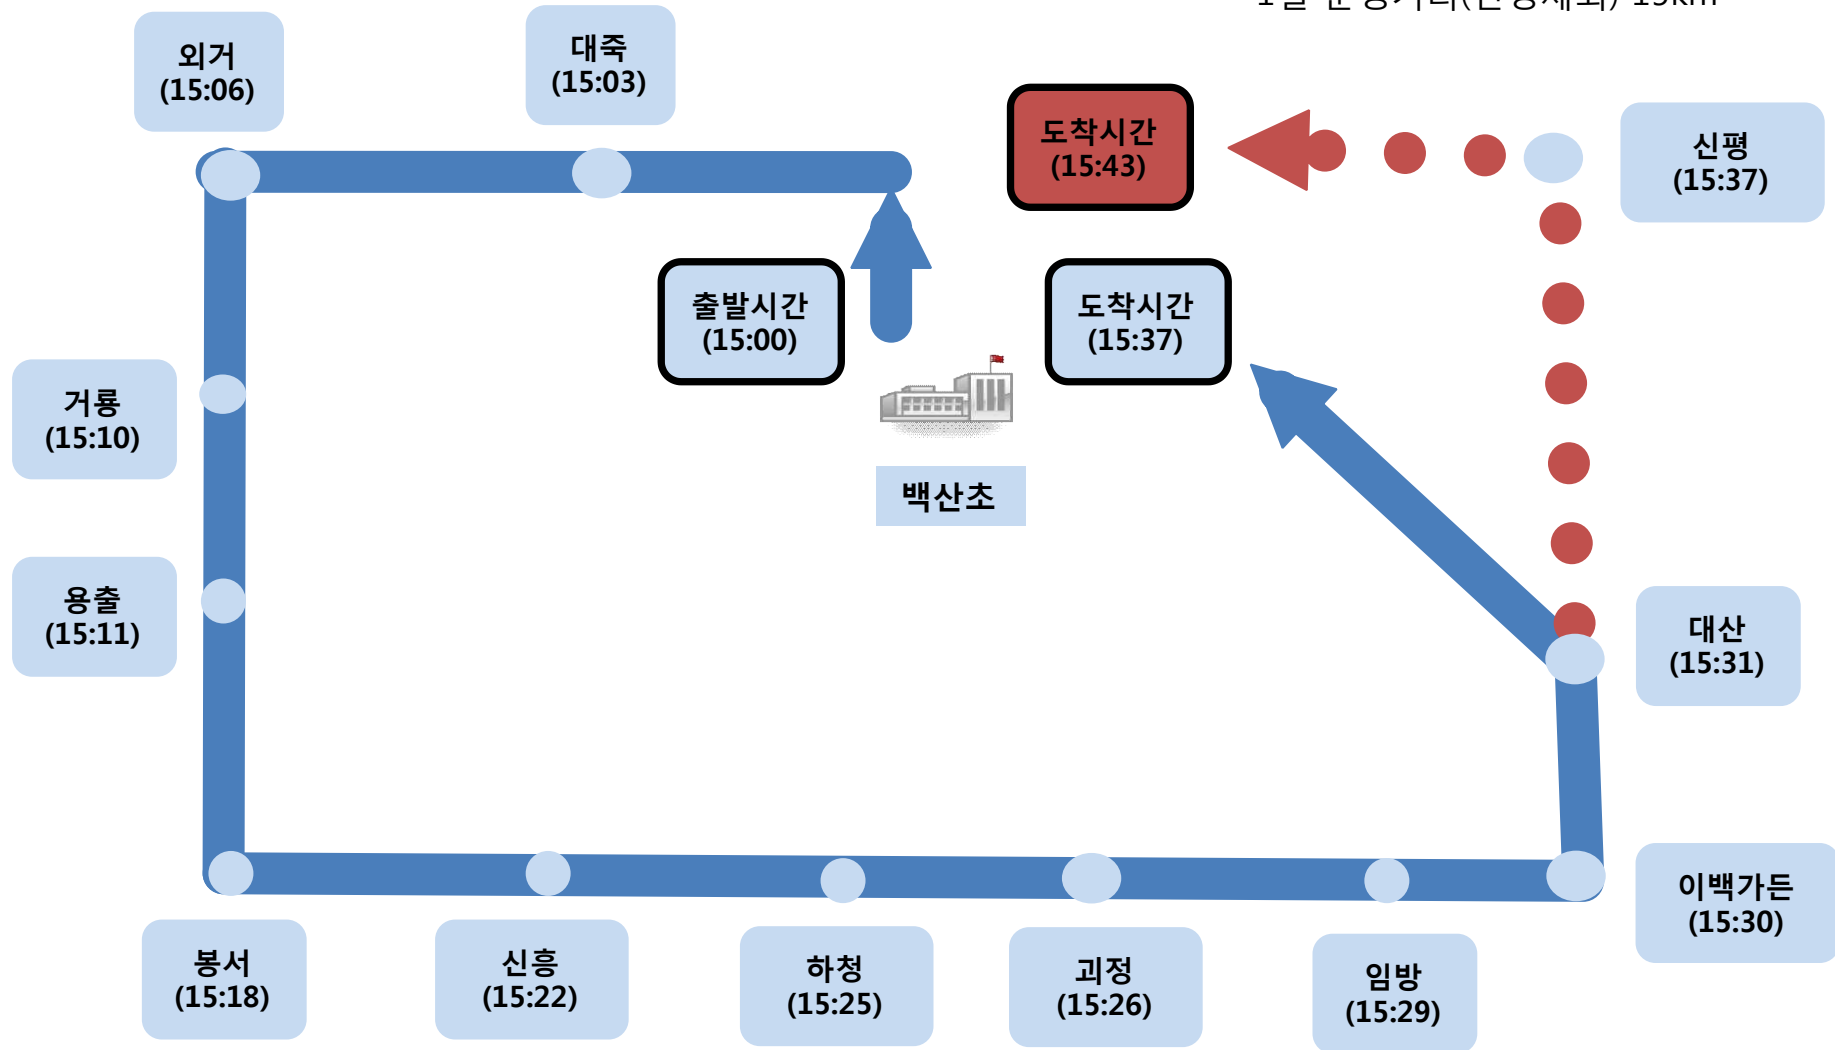 외거
(15:06)
대죽
(15:03)
도착시간
(15:43)
신평
(15:37)
출발시간
(15:00)
도착시간
(15:37)
거룡
(15:10)
백산초
용출
(15:11)
대산
(15:31)
이백가든
(15:30)
봉서
(15:18)
신흥
(15:22)
하청
(15:25)
괴정
(15:26)
임방
(15:29)